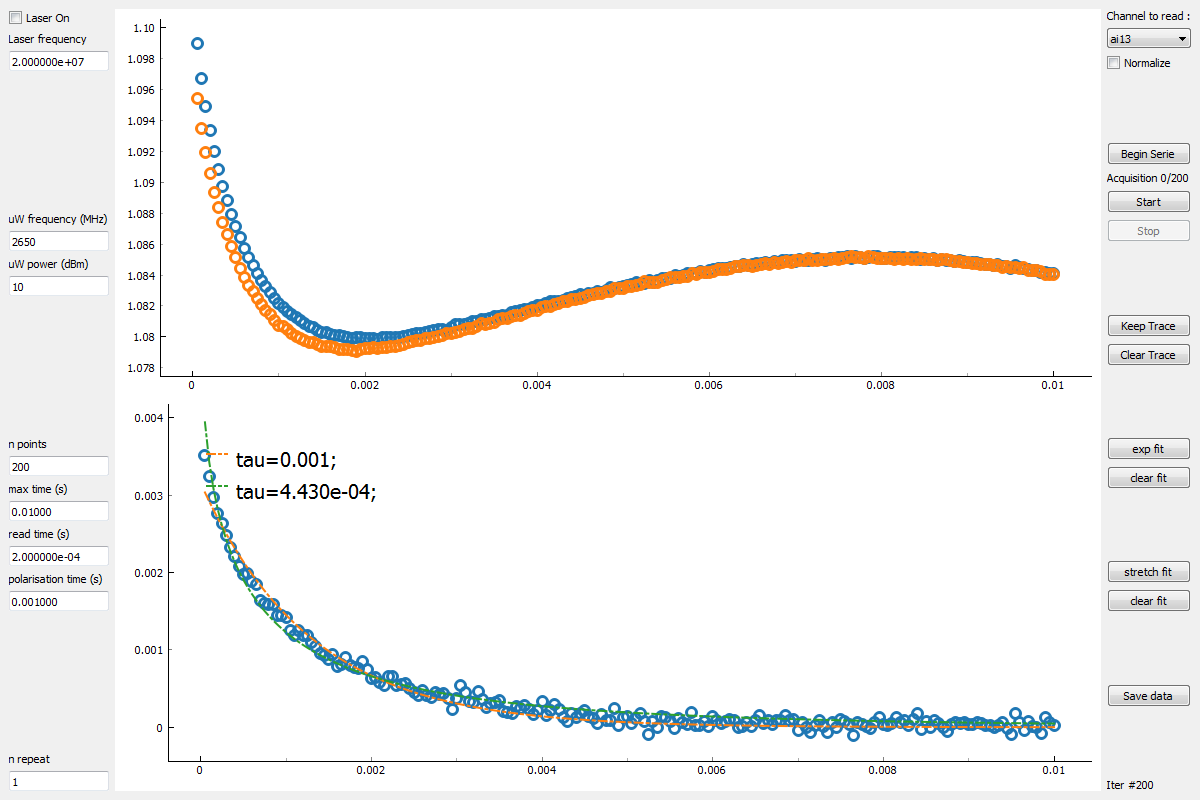 Laser On
Laser frequency
2.000000e+07
uW frequency (MHz)
2650
uW power (dBm)
10
n points
200
max time (s)
0.01000
read time (s)
2.000000e-04
polarisation time (s)
0.001000
n repeat
1
1.10
1.098
1.096
1.094
1.092
1.09
1.088
1.086
1.084
1.082
1.08
1.078
0 0.002 0.004 0.006 0.008 0.01
0.004
0.003
0.002
0.001
0
tau=0.001;
tau=4.430e-04;
0 0.002 0.004 0.006 0.008 0.01
Channel to read :
ai13
Normalize
Begin Serie
Acquisition 0/200
Start
Stop
Keep Trace
Clear Trace
exp fit
clear fit
stretch fit
clear fit
Save data
Iter #200